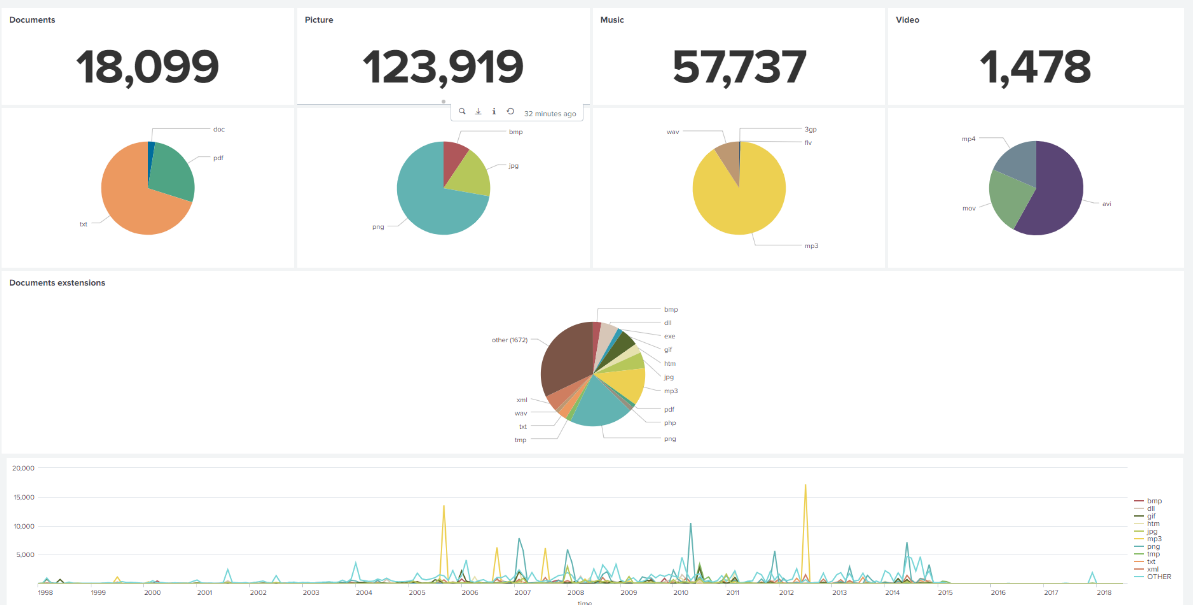 Documents
18,099
Picture
123,919
Music
57,737
Video
1,478
32 minutes ago
doc
pdf
txt
bmp
jpg
png
wav
3gp
flv
mp3
mp4
mov
avi
Documents exstensions
bmp
dll
exe
gif
htm
jpg
mp3
pdf
php
png
other (1672)
xml
wav
txt
tmp
20,000
15,000
10,000
5,000
1998 1999 2000 2001 2002 2003 2004 2005 2006 2007 2008 2009 2010 2011 2012 2013 2014 2015 2016 2017 2018
time
bmp
dll
gif
htm
jpg
mp3
png
tmp
txt
xml
OTHER